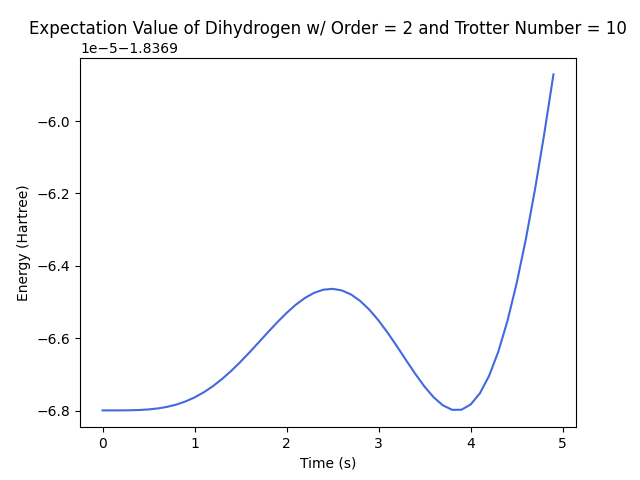 Expectation Value of Dihydrogen w/ Order = 2 and Trotter Number = 10
1e−5−1.8369
−6.0
−6.2
−6.4
−6.6
−6.8
Energy (Hartree)
0 1 2 3 4 5
Time (s)